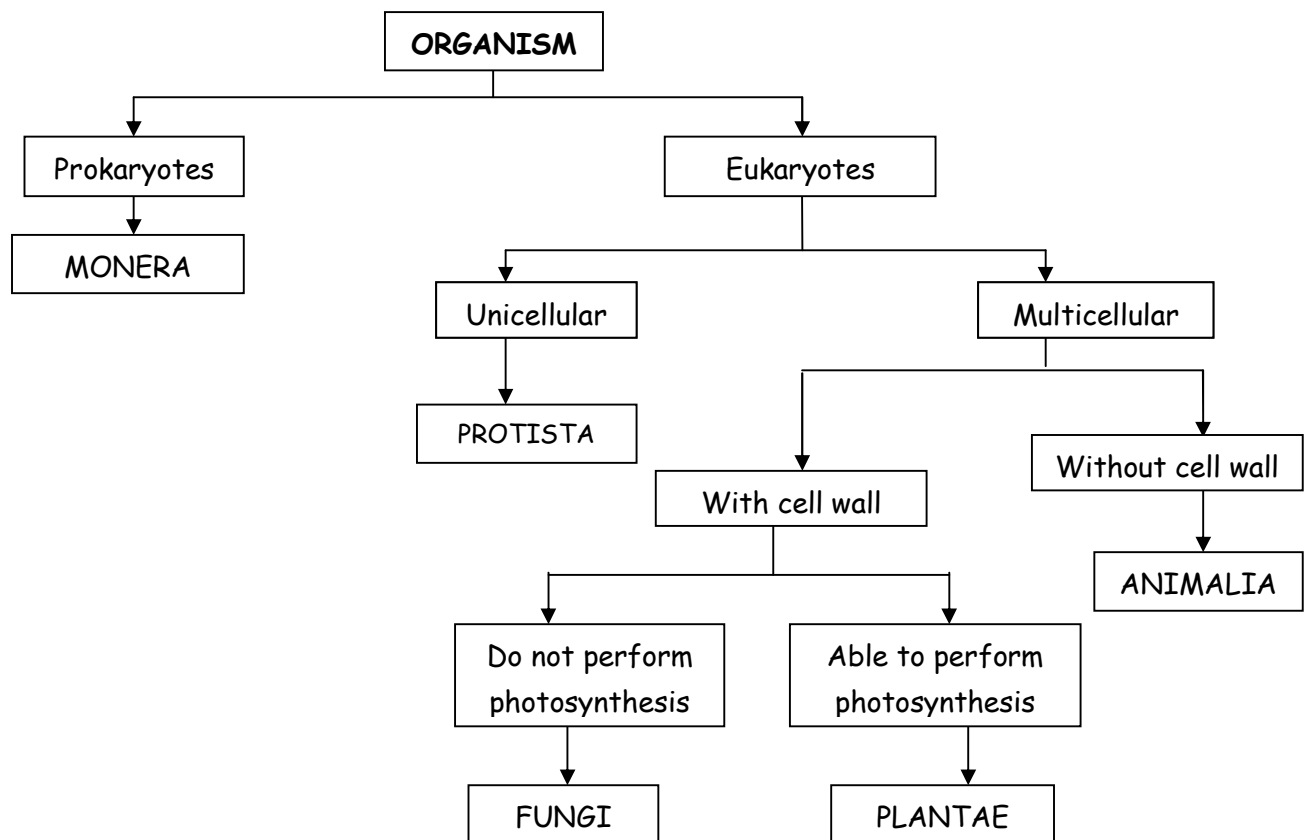 ORGANISM
Prokaryotes
Eukaryotes
MONERA
Unicellular
Multicellular
PROTISTA
Without cell wall
With cell wall
ANIMALIA
Do not perform
photosynthesis
Able to perform
photosynthesis
FUNGI
PLANTAE